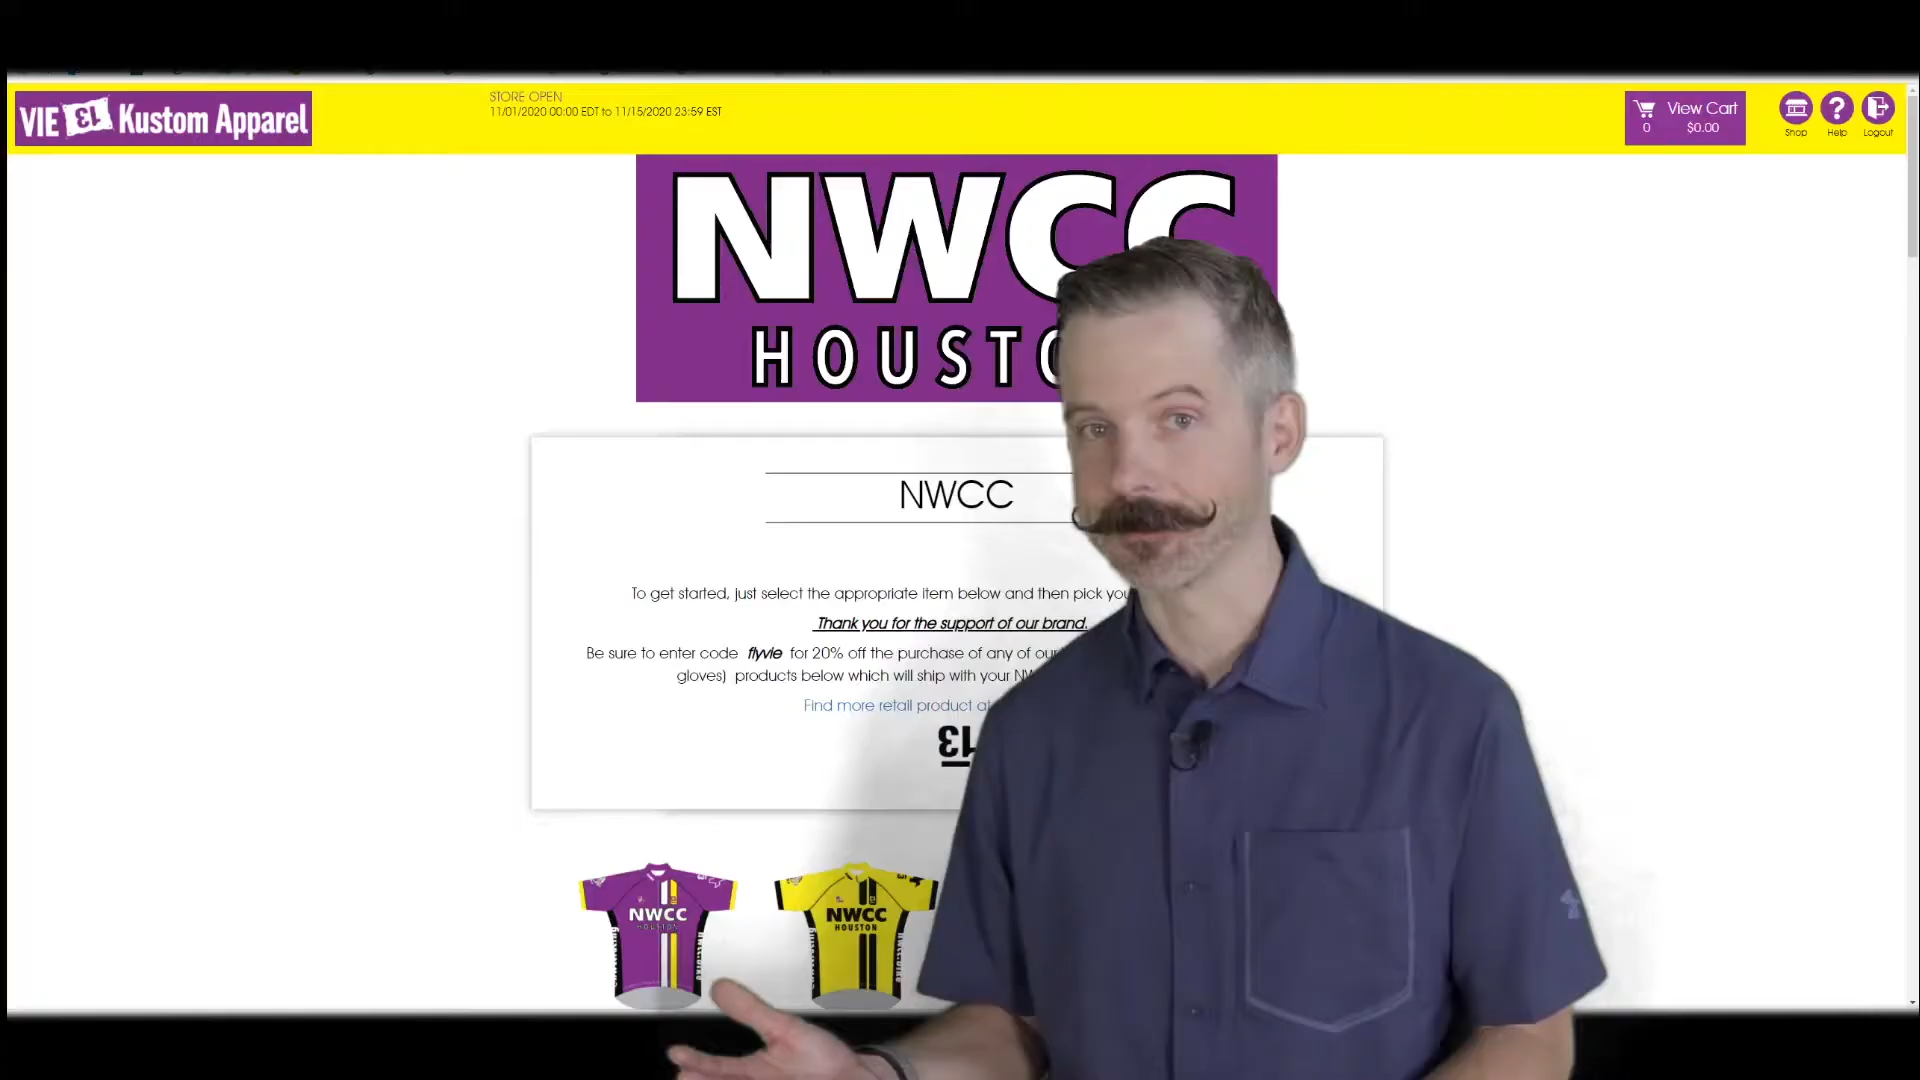 VIE 13 Kustom Apparel
STORE OPEN
11/01/2020 00:00 EDT to 11/15/2020 23:59 EST
View Cart
0 $0.00
Shop Help Logout
NWCC
HOUSTO
NWCC
To get started, just select the appropriate item below and then pick you
Thank you for the support of our brand.
Be sure to enter code flyvie for 20% off the purchase of any of our
gloves) products below which will ship with your NW
Find more retail product at
13
NWCC
HOUSTON
NWCC
HOUSTON